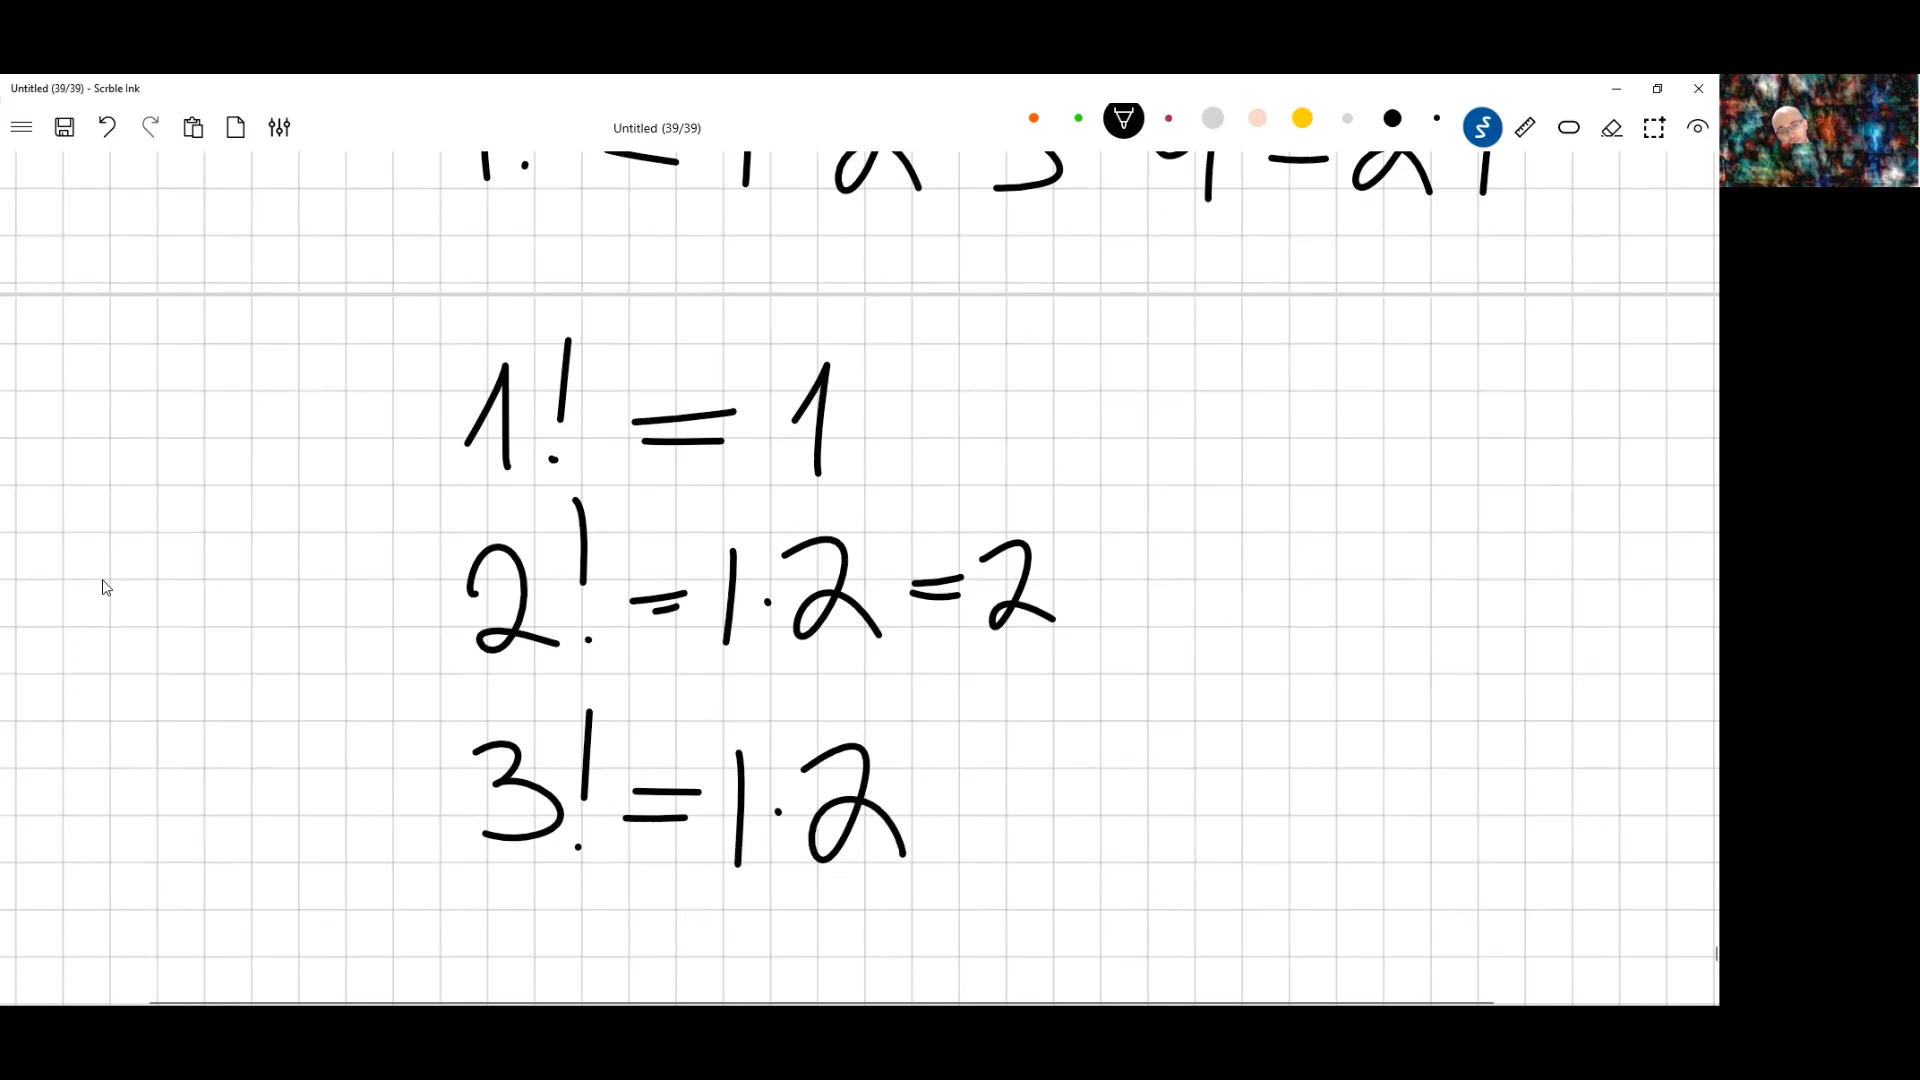 Untitled (39/39) - Scrble Ink
Untitled (39/39)
1! = 1
2! = 1·2 = 2
3! = 1·2